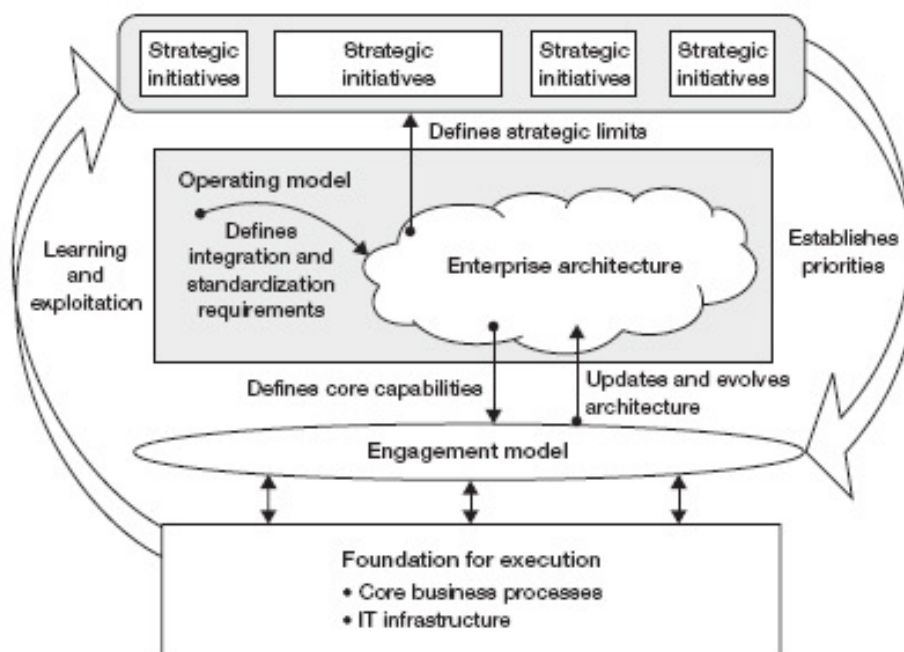 Strategic
initiatives
Strategic
initiatives
Strategic
initiatives
Strategic
initiatives
Defines strategic limits
Operating model
Defines
integration and
standardization
requirements
Enterprise architecture
Learning
and
exploitation
Establishes
priorities
Defines core capabilities
Updates and evolves
architecture
Engagement model
Foundation for execution
• Core business processes
• IT infrastructure